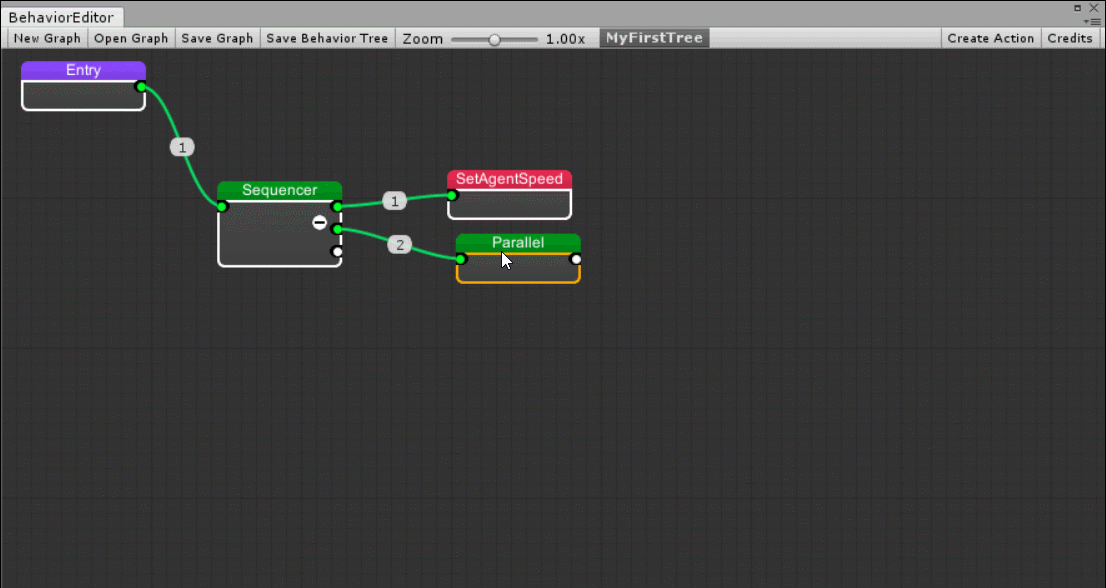 BehaviorEditor
New Graph Open Graph Save Graph Save Behavior Tree Zoom 1.00x MyFirstTree Create Action Credits
Entry
1
Sequencer
1
SetAgentSpeed
2
Parallel